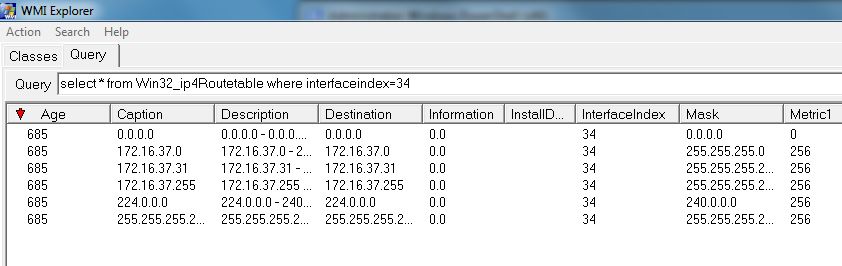 WMI Explorer
Action Search Help
Classes Query
Query select * from Win32_ip4Routetable where interfaceindex=34
Age Caption Description Destination Information InstallD... InterfaceIndex Mask Metric1
685 0.0.0.0 0.0.0.0 - 0.0.0.... 0.0.0.0 0.0 34 0.0.0.0 0
685 172.16.37.0 172.16.37.0 - 2... 172.16.37.0 0.0 34 255.255.255.0 256
685 172.16.37.31 172.16.37.31 - ... 172.16.37.31 0.0 34 255.255.255.2... 256
685 172.16.37.255 172.16.37.255 ... 172.16.37.255 0.0 34 255.255.255.2... 256
685 224.0.0.0 224.0.0.0 - 240... 224.0.0.0 0.0 34 240.0.0.0 256
685 255.255.255.2... 255.255.255.2... 255.255.255.2... 0.0 34 255.255.255.2... 256